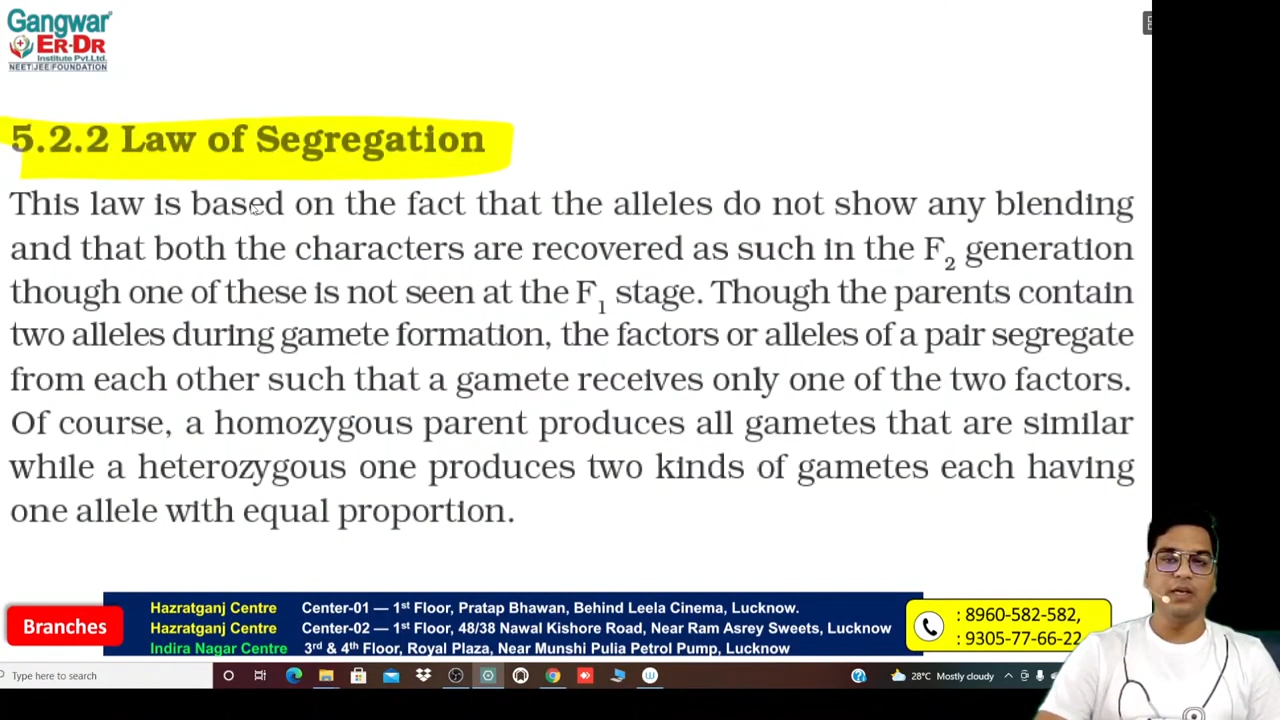 Gangwar
ER-DR
Institute Pvt.Ltd.
NEET|JEE|FOUNDATION
5.2.2 Law of Segregation
This law is based on the fact that the alleles do not show any blending
and that both the characters are recovered as such in the F₂ generation
though one of these is not seen at the F₁ stage. Though the parents contain
two alleles during gamete formation, the factors or alleles of a pair segregate
from each other such that a gamete receives only one of the two factors.
Of course, a homozygous parent produces all gametes that are similar
while a heterozygous one produces two kinds of gametes each having
one allele with equal proportion.
Branches
Hazratganj Centre Center-01 — 1st Floor, Pratap Bhawan, Behind Leela Cinema, Lucknow.
Hazratganj Centre Center-02 — 1st Floor, 48/38 Nawal Kishore Road, Near Ram Asrey Sweets, Lucknow
Indira Nagar Centre 3rd & 4th Floor, Royal Plaza, Near Munshi Pulia Petrol Pump, Lucknow
: 8960-582-582,
: 9305-77-66-22
Type here to search
28°C Mostly cloudy